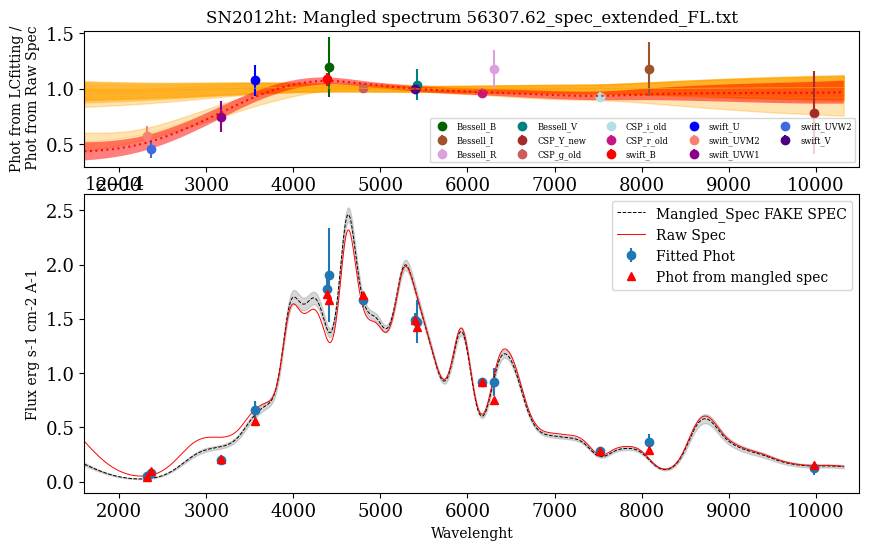 SN2012ht: Mangled spectrum 56307.62_spec_extended_FL.txt
Phot from LCfitting /
Phot from Raw Spec
1.5
1.0
0.5
Bessell_B Bessell_V CSP_i_old swift_U swift_UVW2
Bessell_I CSP_Y_new CSP_r_old swift_UVM2 swift_V
Bessell_R CSP_g_old swift_B swift_UVW1
2000 3000 4000 5000 6000 7000 8000 9000 10000
1e−14
Flux erg s-1 cm-2 A-1
2.5
2.0
1.5
1.0
0.5
0.0
Mangled_Spec FAKE SPEC
Raw Spec
Fitted Phot
Phot from mangled spec
2000 3000 4000 5000 6000 7000 8000 9000 10000
Wavelenght